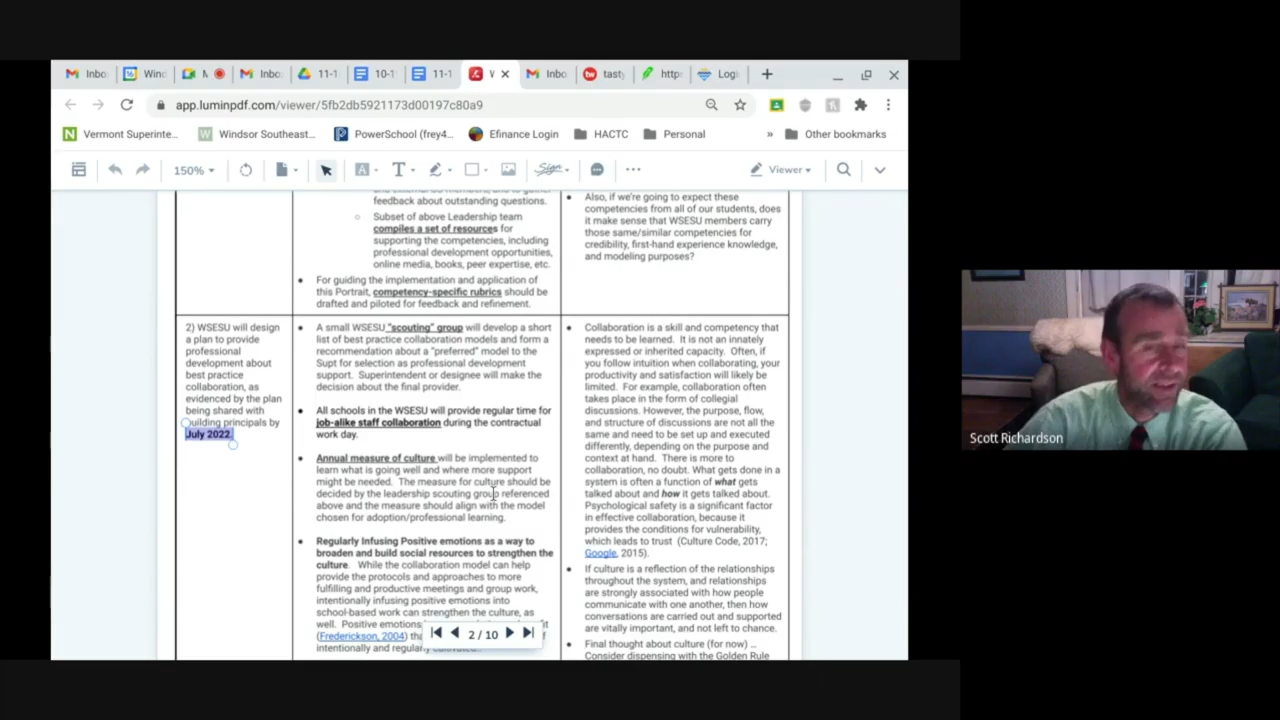 Inbo
Wind
M
Inbo
11-1
10-1
11-1
V
Inbo
tasty
http
Logi
app.luminpdf.com/viewer/5fb2db5921173d00197c80a9
Vermont Superinte...
Windsor Southeast...
PowerSchool (frey4...
Efinance Login
HACTC
Personal
»
Other bookmarks
150%
T
Sign
Viewer
feedback about outstanding questions.
Subset of above Leadership team
compiles a set of resources for
supporting the competencies, including
professional development opportunities,
online media, books, peer expertise, etc.
For guiding the implementation and application of
this Portrait, competency-specific rubrics should be
drafted and piloted for feedback and refinement.
Also, if we're going to expect these
competencies from all of our students, does
it make sense that WSESU members carry
those same/similar competencies for
credibility, first-hand experience knowledge,
and modeling purposes?
2) WSESU will design
a plan to provide
professional
development about
best practice
collaboration, as
evidenced by the plan
being shared with
building principals by
July 2022.
A small WSESU "scouting" group will develop a short
list of best practice collaboration models and form a
recommendation about a "preferred" model to the
Supt for selection as professional development
support. Superintendent or designee will make the
decision about the final provider.
All schools in the WSESU will provide regular time for
job-alike staff collaboration during the contractual
work day.
Annual measure of culture will be implemented to
learn what is going well and where more support
might be needed. The measure for culture should be
decided by the leadership scouting group referenced
above and the measure should align with the model
chosen for adoption/professional learning.
Regularly Infusing Positive emotions as a way to
broaden and build social resources to strengthen the
culture. While the collaboration model can help
provide the protocols and approaches to more
fulfilling and productive meetings and group work,
intentionally infusing positive emotions into
school-based work can strengthen the culture, as
well. Positive emotions
(Frederickson, 2004)
intentionally and regularly cultivated...
Collaboration is a skill and competency that
needs to be learned. It is not an innately
expressed or inherited capacity. Often, if
you follow intuition when collaborating, your
productivity and satisfaction will likely be
limited. For example, collaboration often
takes place in the form of collegial
discussions. However, the purpose, flow,
and structure of discussions are not all the
same and need to be set up and executed
differently, depending on the purpose and
context at hand. There is more to
collaboration, no doubt. What gets done in a
system is often a function of what gets
talked about and how it gets talked about.
Psychological safety is a significant factor
in effective collaboration, because it
provides the conditions for vulnerability,
which leads to trust (Culture Code, 2017;
Google, 2015).
If culture is a reflection of the relationships
throughout the system, and relationships
are strongly associated with how people
communicate with one another, then how
conversations are carried out and supported
are vitally important, and not left to chance.
Final thought about culture (for now) ...
Consider dispensing with the Golden Rule
2 / 10
Scott Richardson